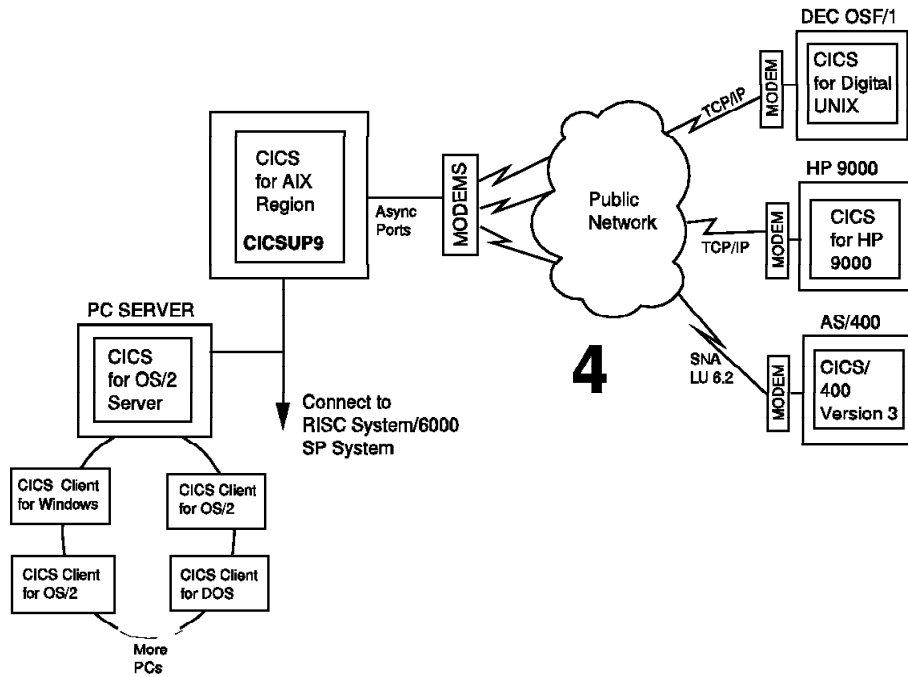 DEC OSF/1
CICS
for Digital
UNIX
MODEM
TCP/IP
CICS
for AIX
Region
CICSUP9
Async
Ports
MODEMS
Public
Network
HP 9000
CICS
for HP
9000
MODEM
TCP/IP
PC SERVER
CICS
for OS/2
Server
4
SNA
LU 6.2
AS/400
CICS/
400
Version 3
MODEM
Connect to
RISC System/6000
SP System
CICS Client
for Windows
CICS Client
for OS/2
CICS Client
for OS/2
CICS Client
for DOS
More
PCs